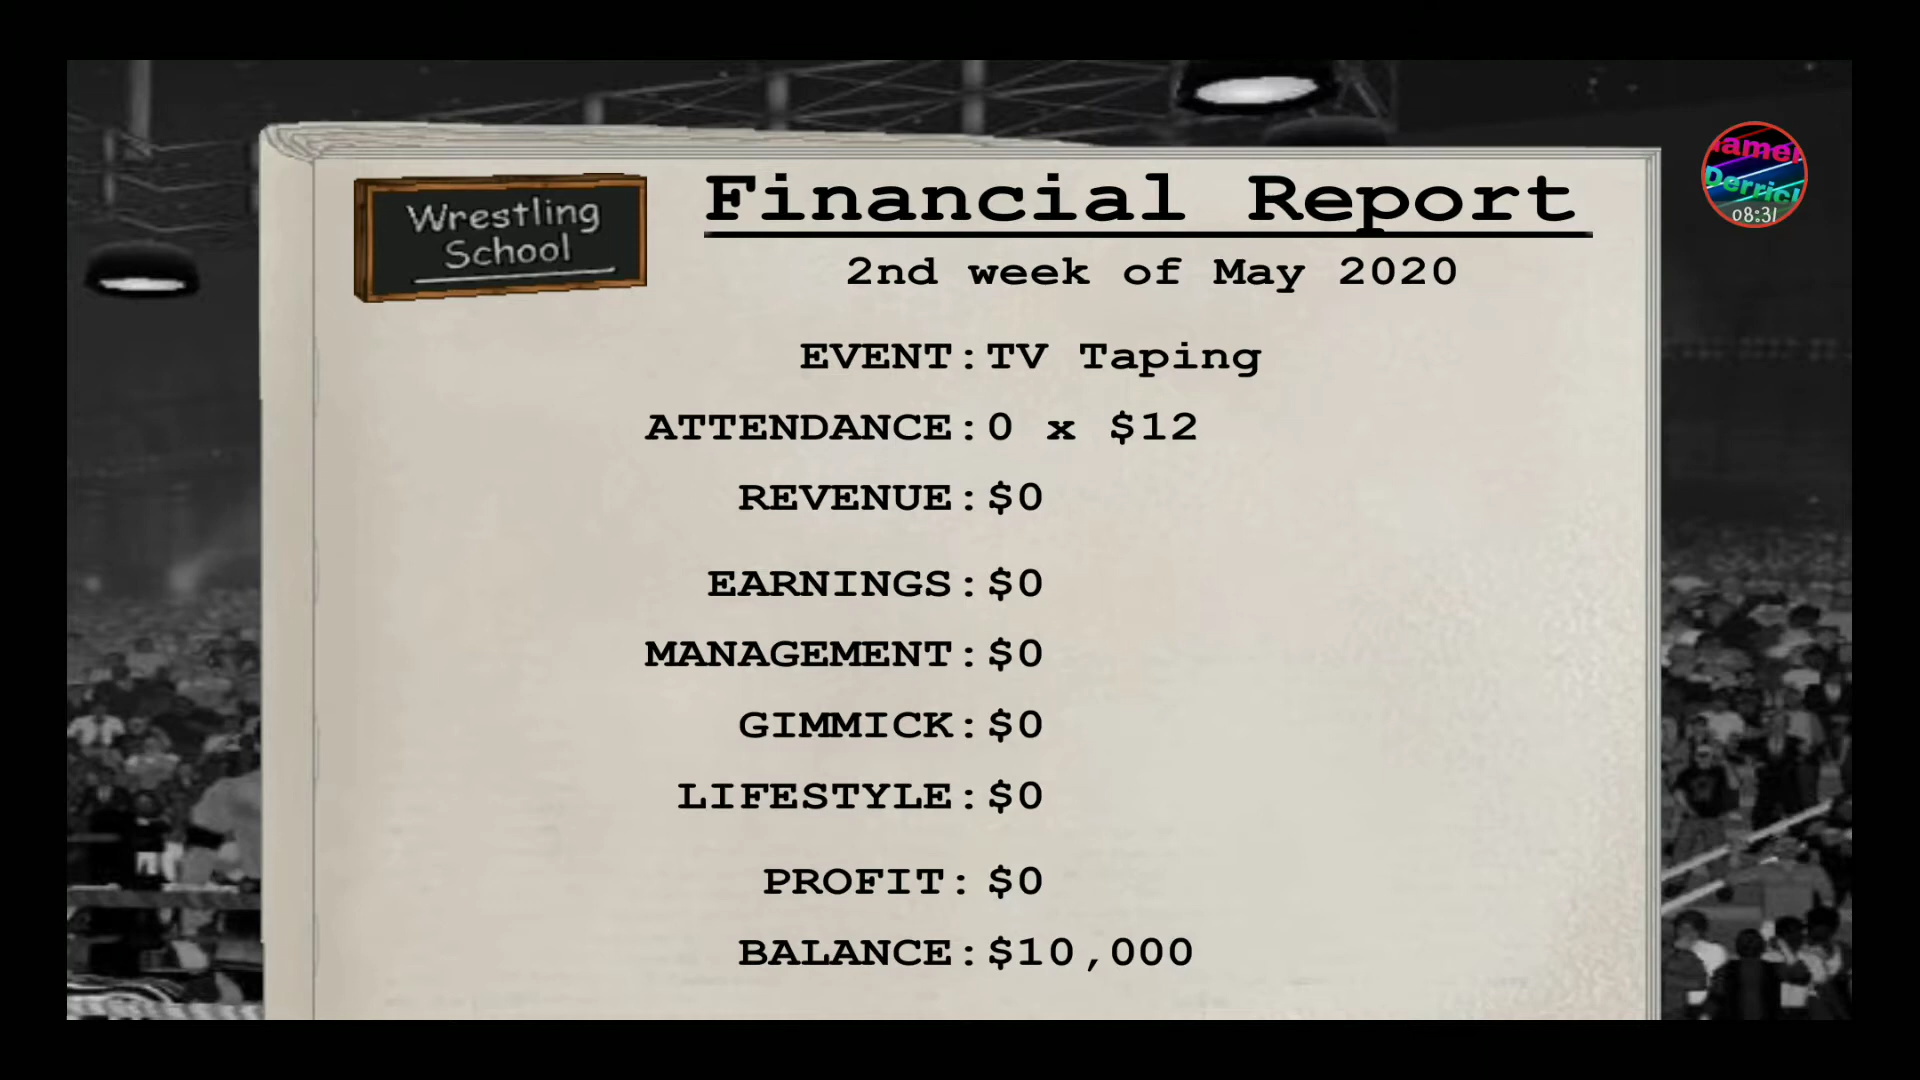 Wrestling
School
Financial Report
2nd week of May 2020
EVENT: TV Taping
ATTENDANCE: 0 x $12
REVENUE: $0
EARNINGS: $0
MANAGEMENT: $0
GIMMICK: $0
LIFESTYLE: $0
PROFIT: $0
BALANCE: $10,000
08:31